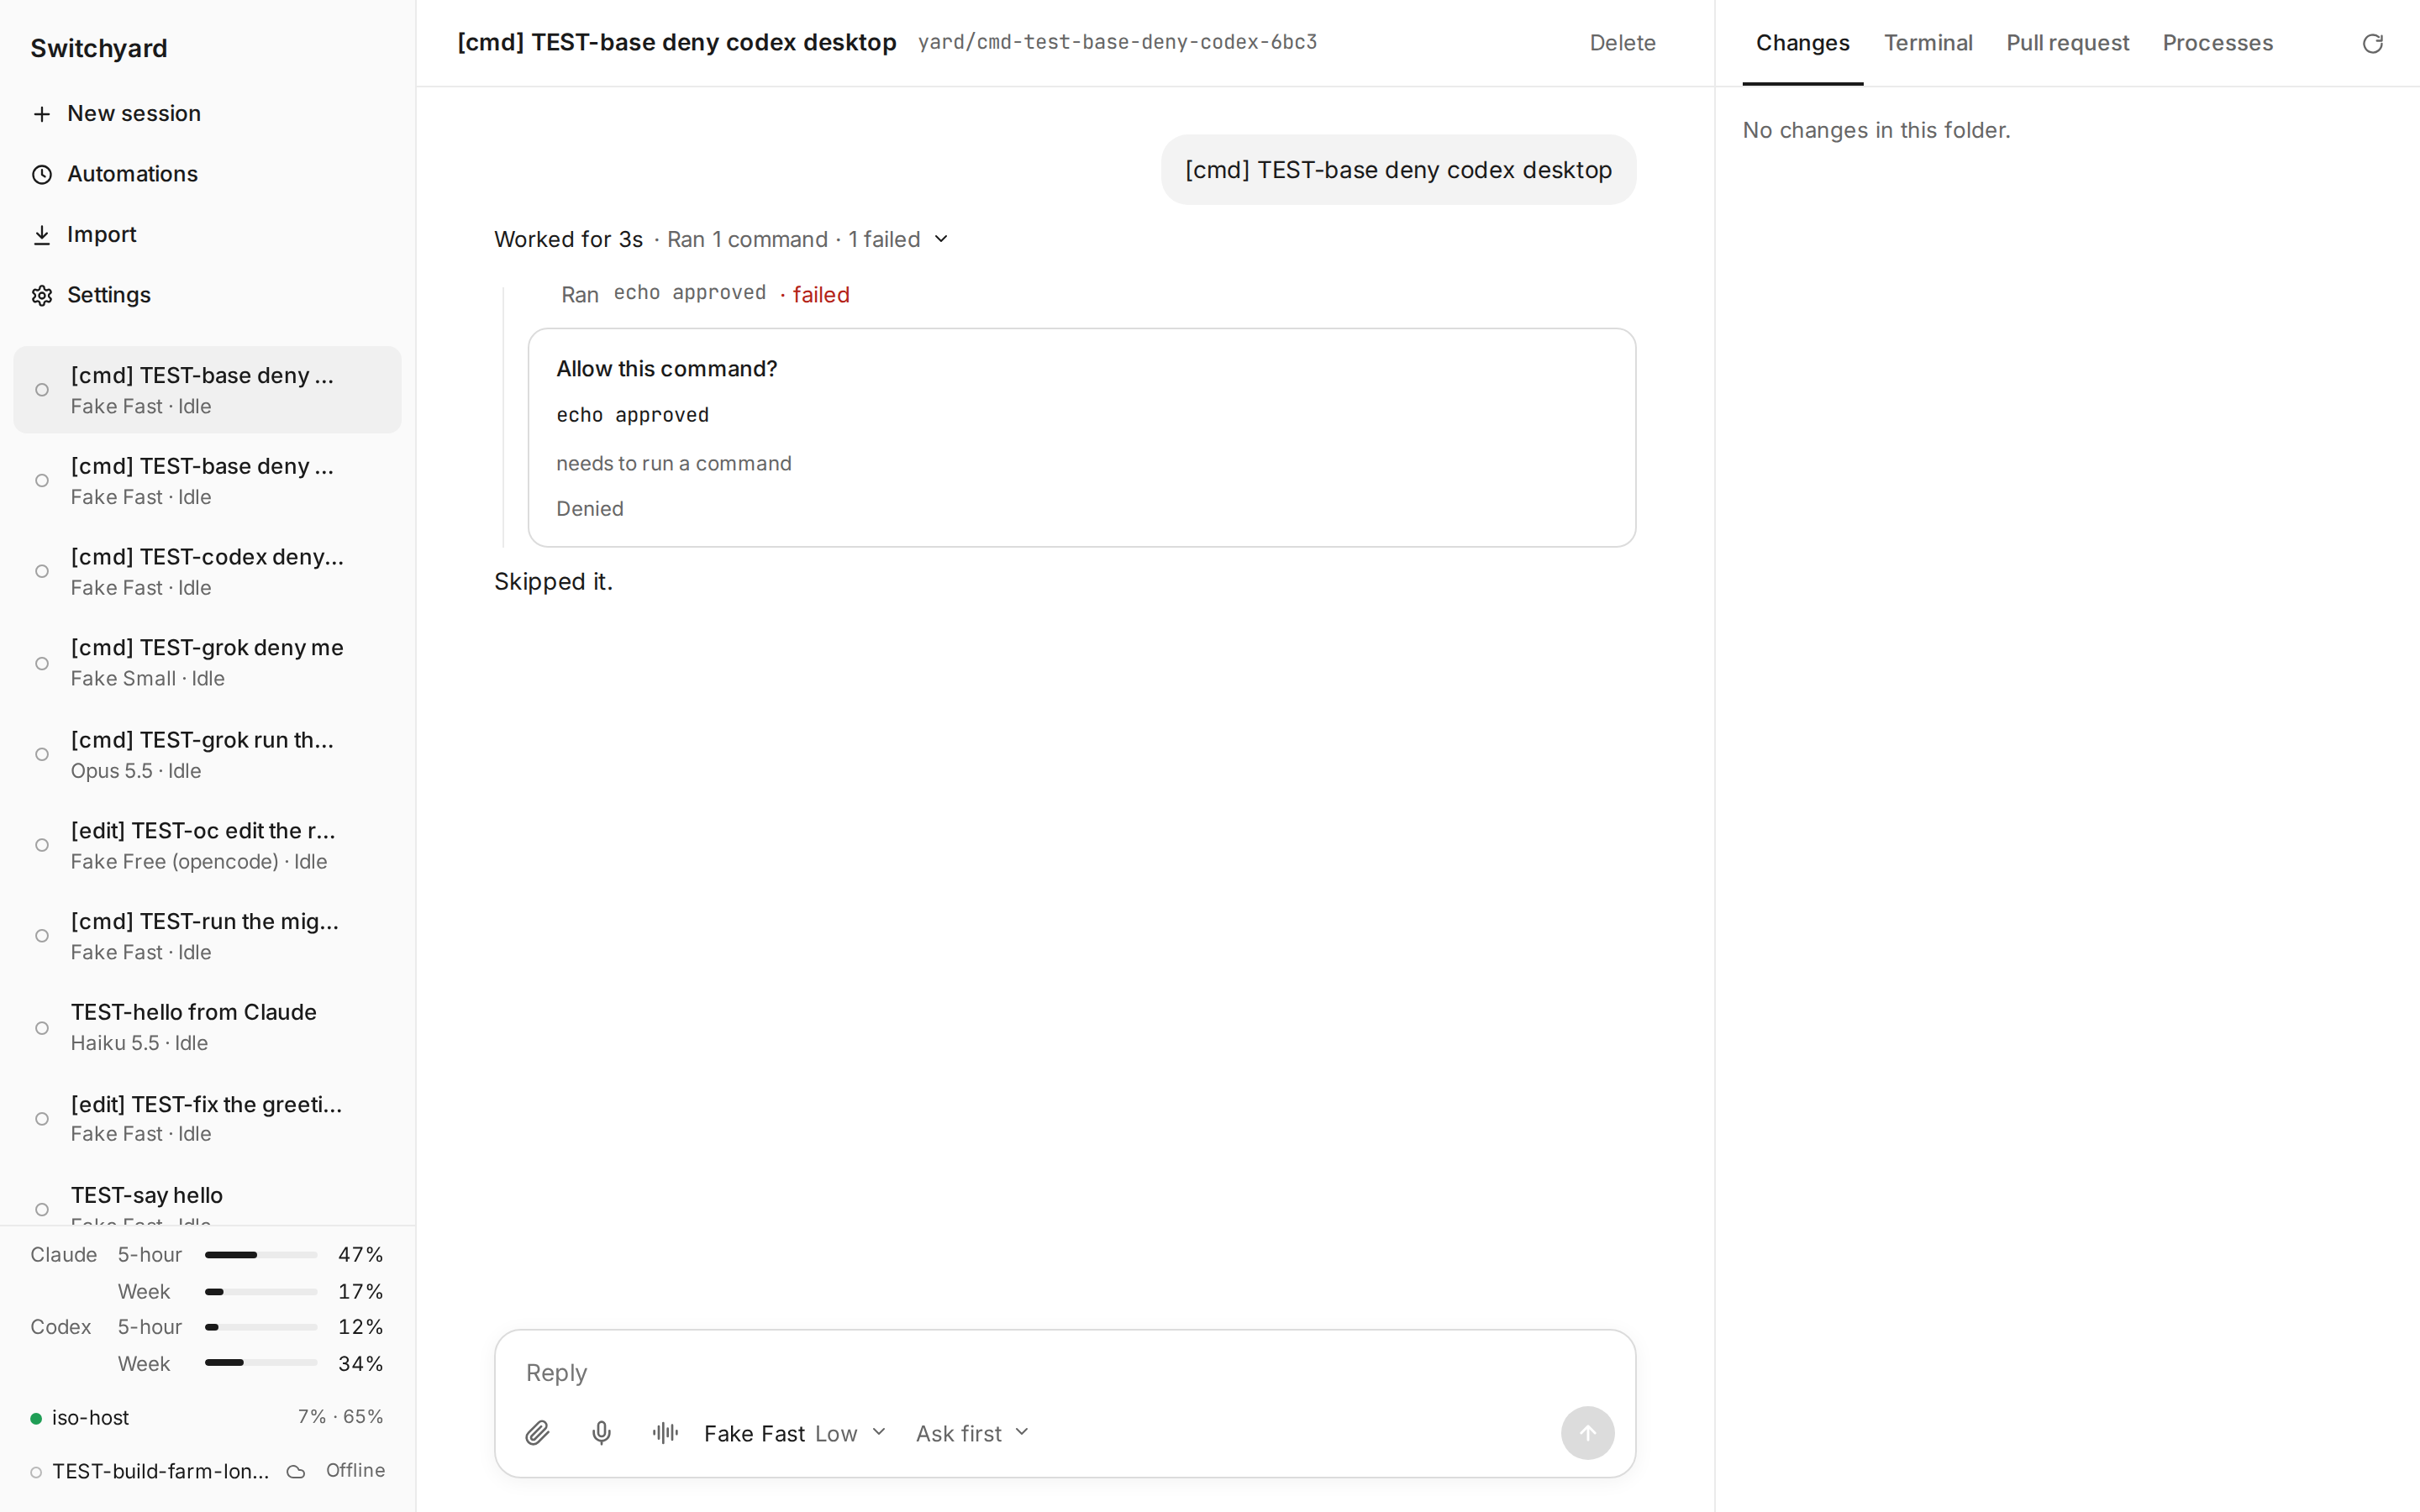 Switchyard
New session
Automations
Import
Settings
[cmd] TEST-base deny ...
Fake Fast · Idle
[cmd] TEST-base deny ...
Fake Fast · Idle
[cmd] TEST-codex deny...
Fake Fast · Idle
[cmd] TEST-grok deny me
Fake Small · Idle
[cmd] TEST-grok run th...
Opus 5.5 · Idle
[edit] TEST-oc edit the r...
Fake Free (opencode) · Idle
[cmd] TEST-run the mig...
Fake Fast · Idle
TEST-hello from Claude
Haiku 5.5 · Idle
[edit] TEST-fix the greeti...
Fake Fast · Idle
TEST-say hello
Fake Fast · Idle
Claude 5-hour 47%
Week 17%
Codex 5-hour 12%
Week 34%
iso-host 7% · 65%
TEST-build-farm-lon... Offline
[cmd] TEST-base deny codex desktop yard/cmd-test-base-deny-codex-6bc3 Delete
[cmd] TEST-base deny codex desktop
Worked for 3s · Ran 1 command · 1 failed
Ran echo approved · failed
Allow this command?
echo approved
needs to run a command
Denied
Skipped it.
Reply
Fake Fast Low Ask first
Changes Terminal Pull request Processes
No changes in this folder.